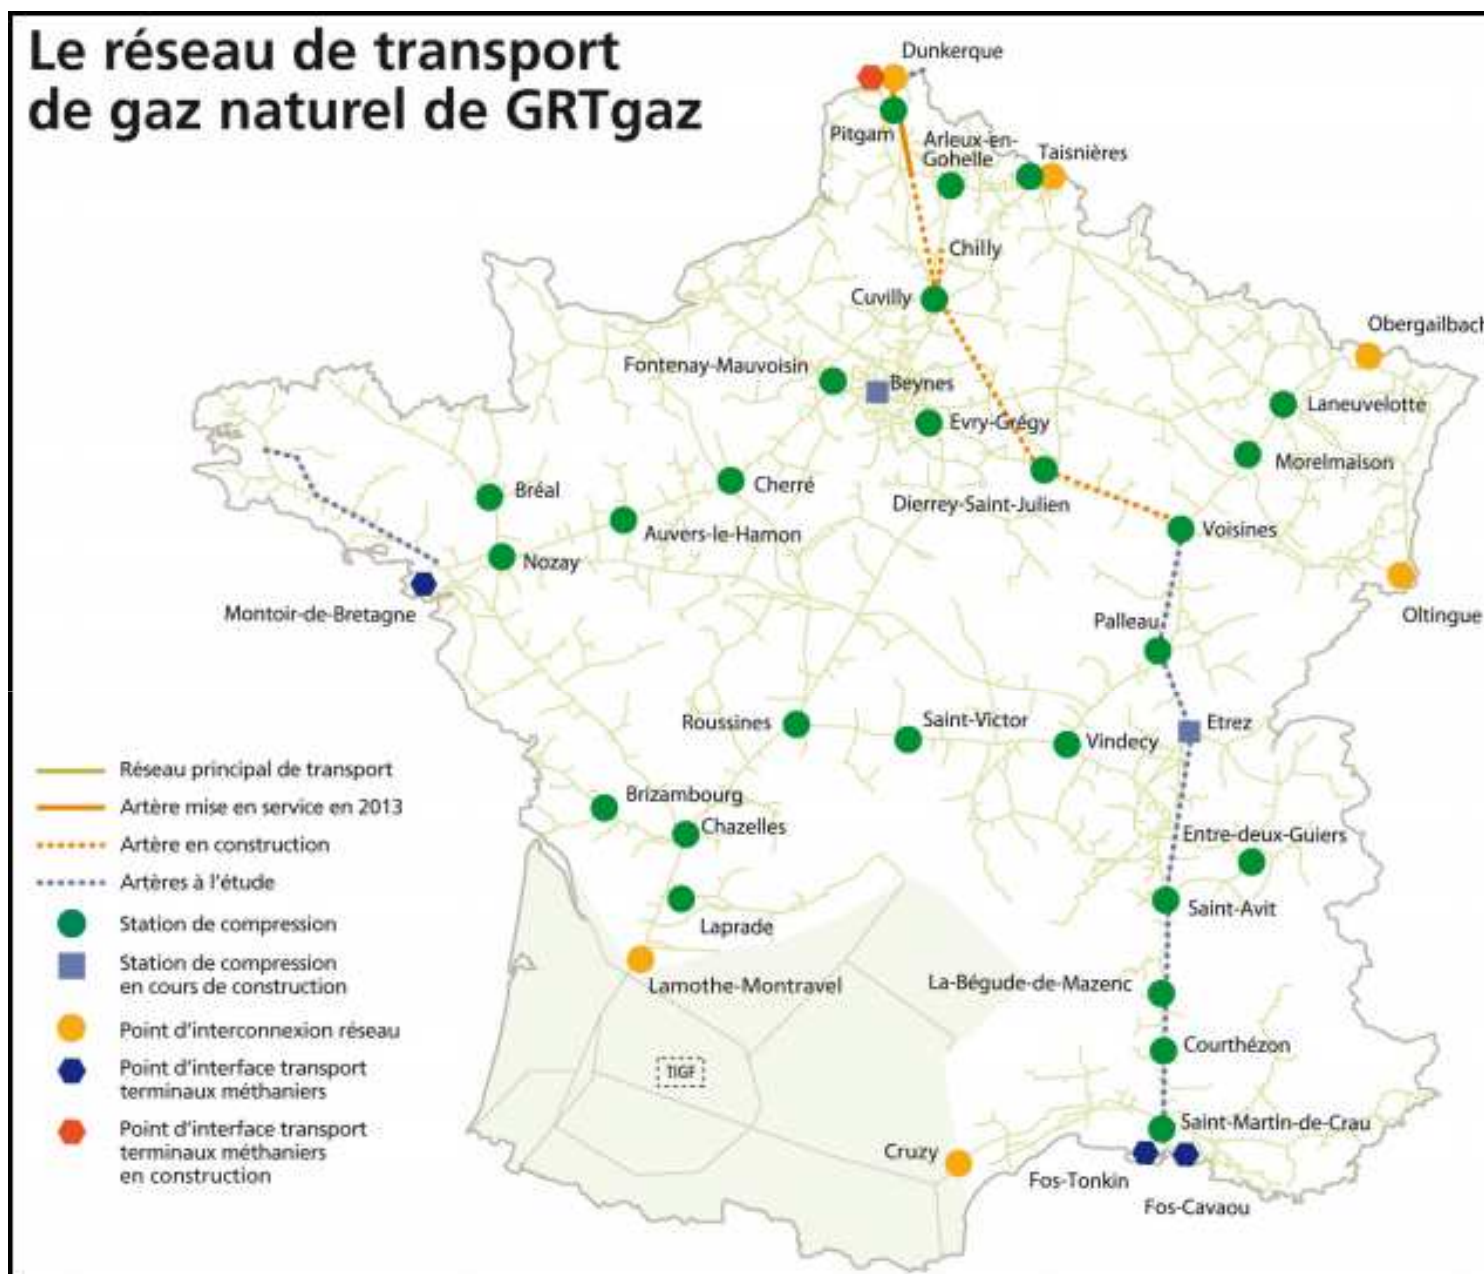 Le réseau de transport
de gaz naturel de GRTgaz
Dunkerque
Pitgam
Arleux-en-
Gohelle
Taisnières
Chilly
Cuvilly
Obergailbach
Fontenay-Mauvoisin
Beynes
Laneuvelotte
Evry-Grégy
Morelmaison
Cherré
Bréal
Dierrey-Saint-Julien
Auvers-le-Hamon
Voisines
Nozay
Montoir-de-Bretagne
Oltingue
Palleau
Roussines
Saint-Victor
Etrez
Vindecy
Réseau principal de transport
Artère mise en service en 2013
Artère en construction
Artères à l'étude
Station de compression
Station de compression
en cours de construction
Point d'interconnexion réseau
Point d'interface transport
terminaux méthaniers
Point d'interface transport
terminaux méthaniers
en construction
Brizambourg
Chazelles
Entre-deux-Guiers
Laprade
Saint-Avit
Lamothe-Montravel
La-Bégude-de-Mazenc
Courthézon
TIGF
Saint-Martin-de-Crau
Cruzy
Fos-Tonkin
Fos-Cavaou